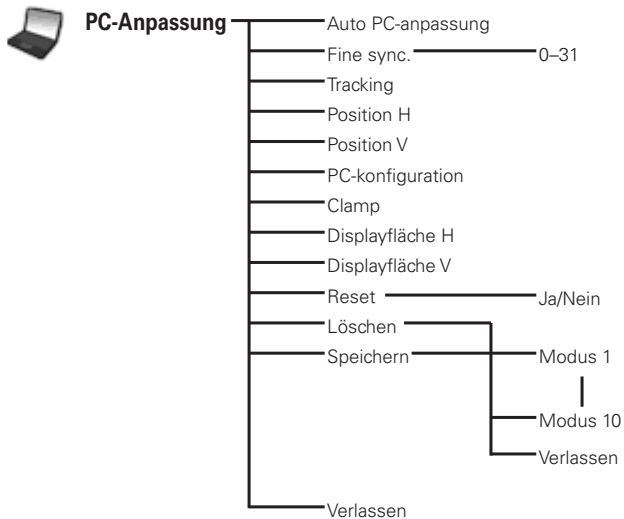 PC-Anpassung
Auto PC-anpassung
Fine sync. 0–31
Tracking
Position H
Position V
PC-konfiguration
Clamp
Displayfläche H
Displayfläche V
Reset Ja/Nein
Löschen
Speichern Modus 1
Modus 10
Verlassen
Verlassen